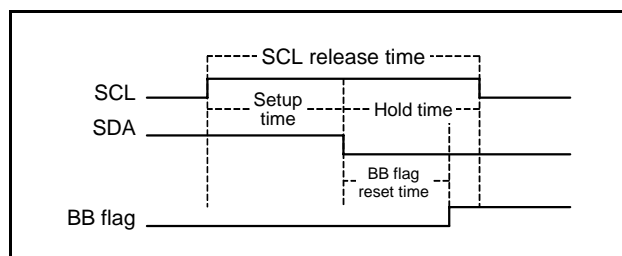 SCL release time
SCL
Setup
time
Hold time
SDA
BB flag
reset time
BB flag